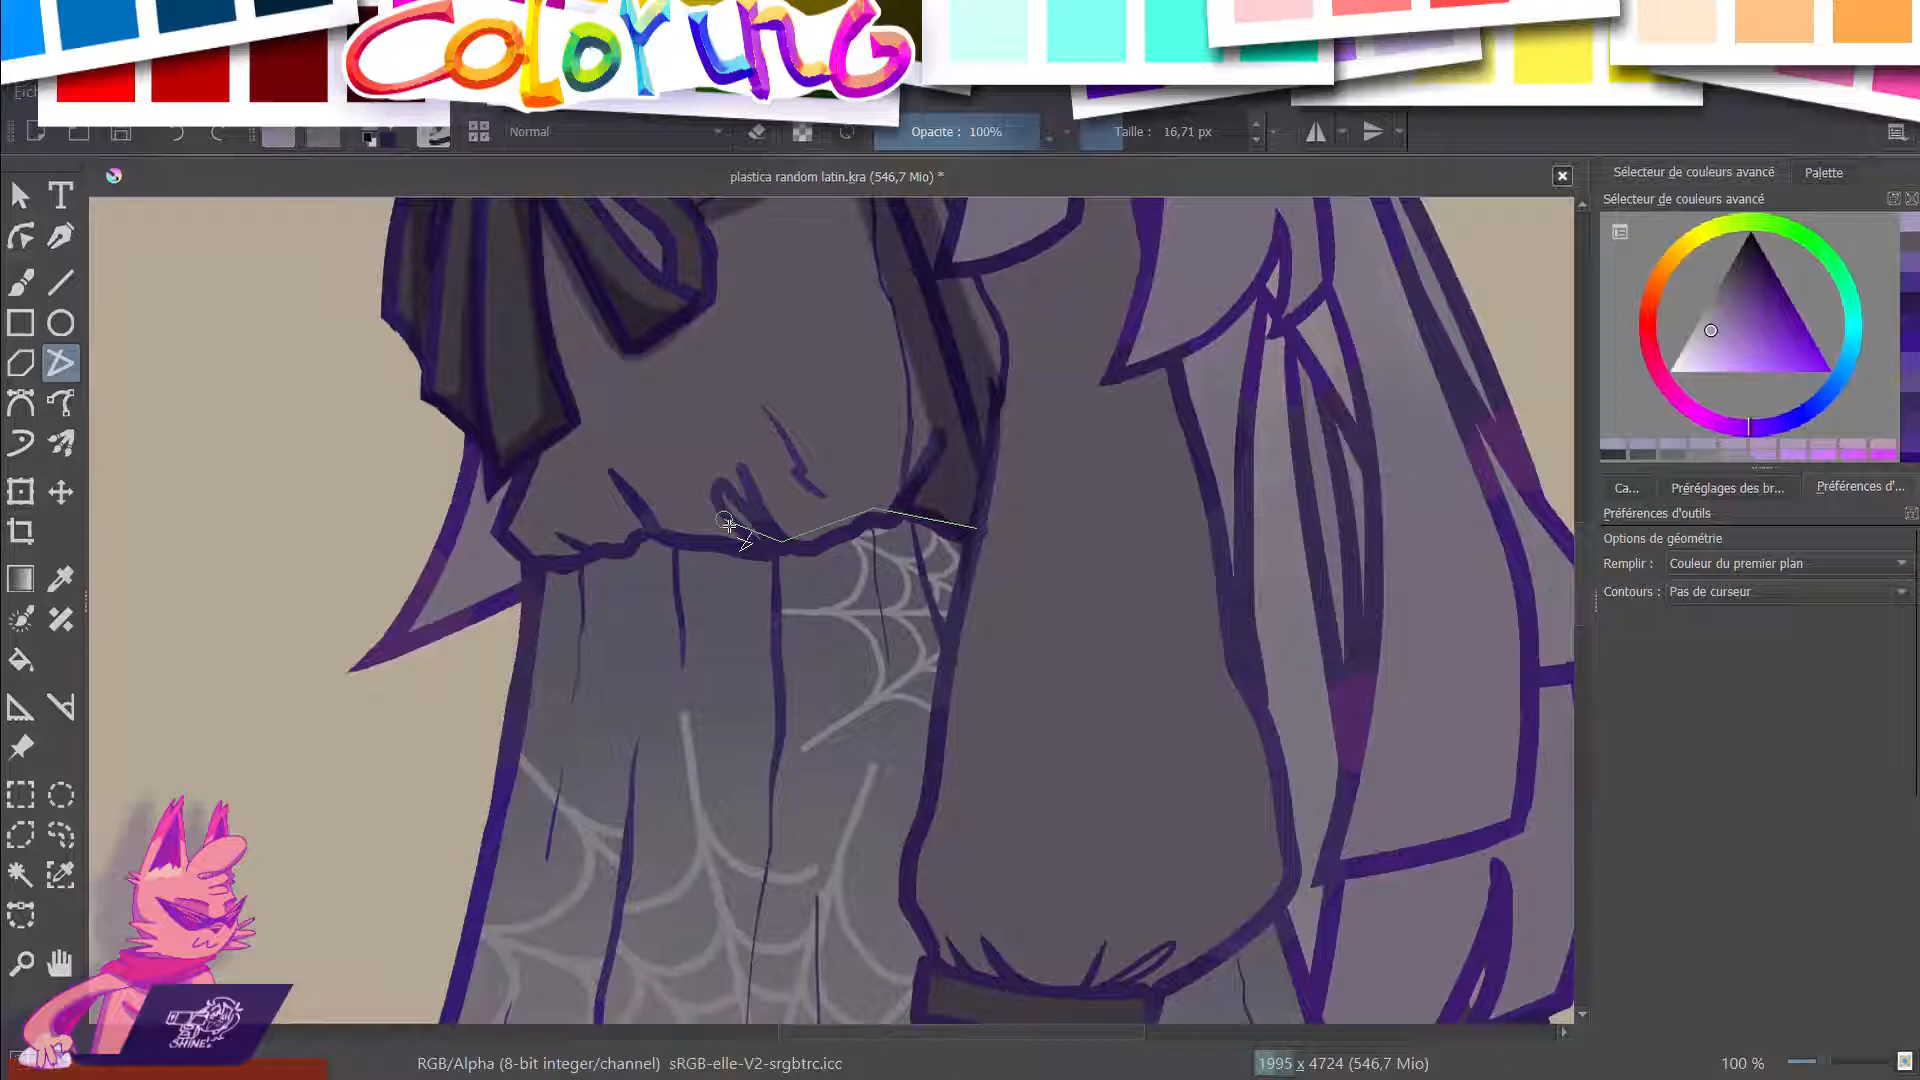 COLORING
Fich
Normal
Opacité : 100%
Taille : 16,71 px
plastica random latin.kra (546,7 Mio) *
Sélecteur de couleurs avancé
Palette
Sélecteur de couleurs avancé
Ca...
Préréglages des br...
Préférences d'...
Préférences d'outils
Options de géométrie
Remplir :
Couleur du premier plan
Contours :
Pas de curseur
SHINE!
RGB/Alpha (8-bit integer/channel) sRGB-elle-V2-srgbtrc.icc
1995 x 4724 (546,7 Mio)
100 %